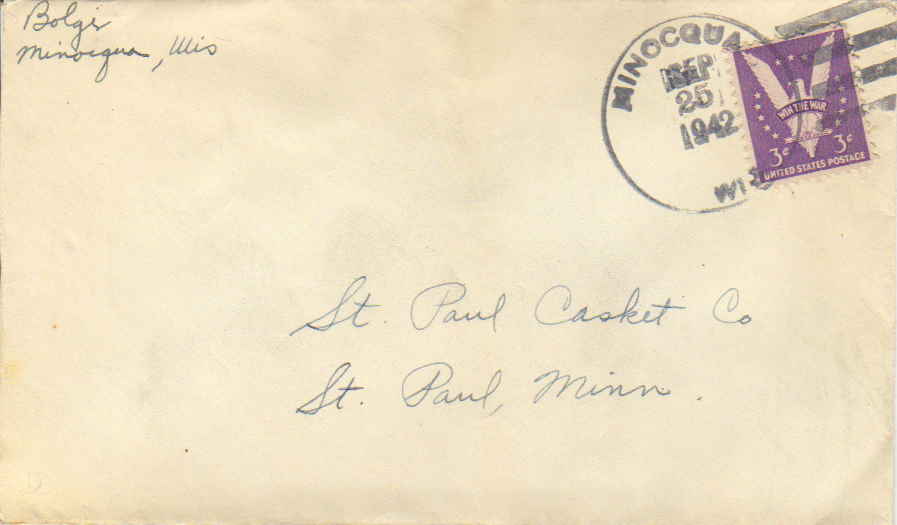 Bolgi
Minocqua, Wis
MINOCQUA
SEP
25
1942
WIS
WIN THE WAR
3¢ 3¢
UNITED STATES POSTAGE
St. Paul Casket Co
St. Paul, Minn.